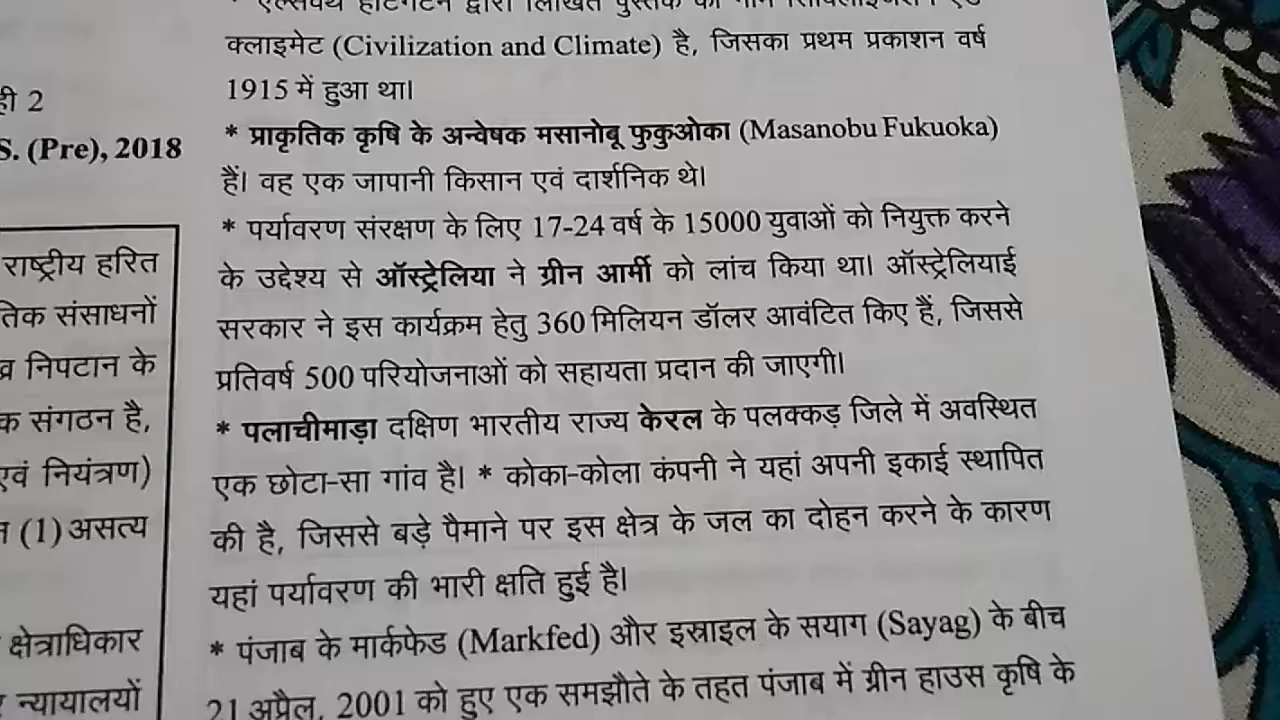 ही 2
S. (Pre), 2018
राष्ट्रीय हरित
तिक संसाधनों
निपटान के
क संगठन है,
एवं नियंत्रण)
(1) असत्य
क्षेत्राधिकार
न्यायालयों
द्वारा लिखित पुस्तक का नाम
क्लाइमेट (Civilization and Climate) है, जिसका प्रथम प्रकाशन वर्ष
1915 में हुआ था।
* प्राकृतिक कृषि के अन्वेषक मसानोबू फुकुओका (Masanobu Fukuoka)
हैं। वह एक जापानी किसान एवं दार्शनिक थे।
* पर्यावरण संरक्षण के लिए 17-24 वर्ष के 15000 युवाओं को नियुक्त करने
के उद्देश्य से ऑस्ट्रेलिया ने ग्रीन आर्मी को लांच किया था। ऑस्ट्रेलियाई
सरकार ने इस कार्यक्रम हेतु 360 मिलियन डॉलर आवंटित किए हैं, जिससे
प्रतिवर्ष 500 परियोजनाओं को सहायता प्रदान की जाएगी।
* पलाचीमाड़ा दक्षिण भारतीय राज्य केरल के पलक्कड़ जिले में अवस्थित
एक छोटा-सा गांव है। * कोका-कोला कंपनी ने यहां अपनी इकाई स्थापित
की है, जिससे बड़े पैमाने पर इस क्षेत्र के जल का दोहन करने के कारण
यहां पर्यावरण की भारी क्षति हुई है।
* पंजाब के मार्कफेड (Markfed) और इस्राइल के सयाग (Sayag) के बीच
21 अप्रैल, 2001 को हुए एक समझौते के तहत पंजाब में ग्रीन हाउस कृषि के